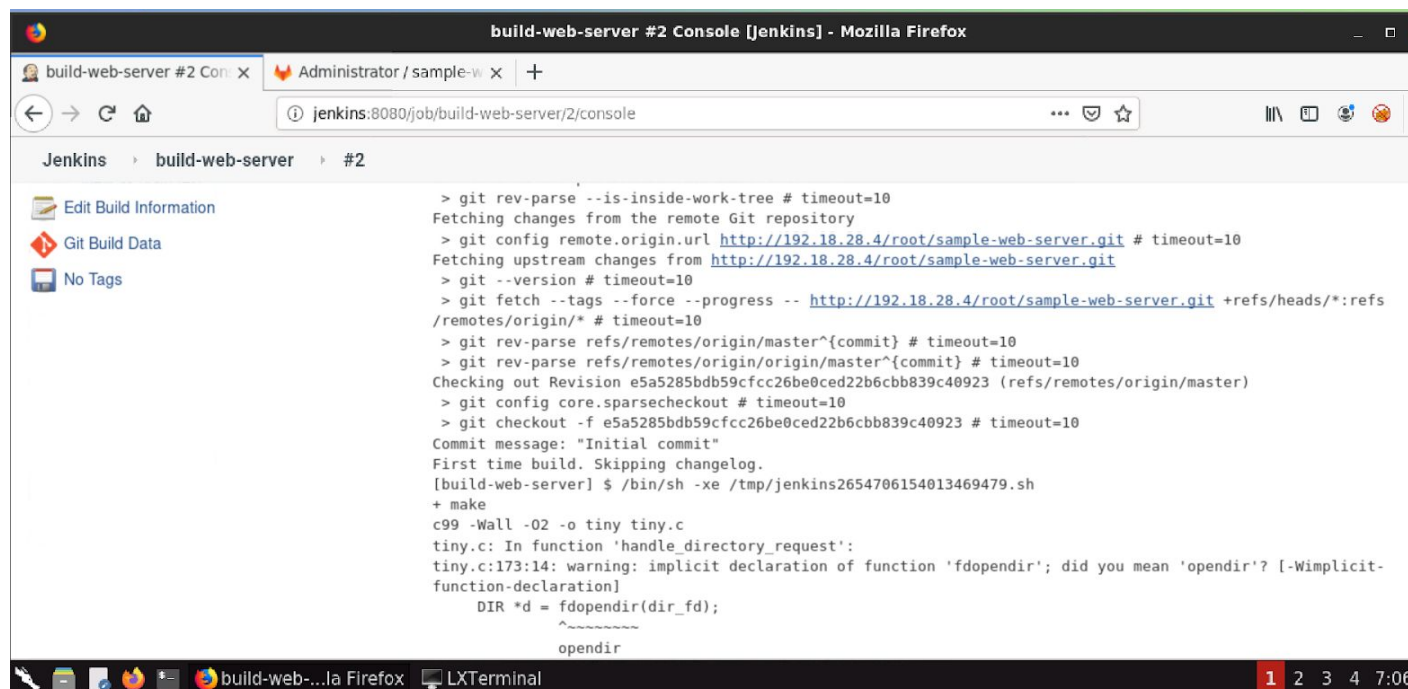 build-web-server #2 Console [Jenkins] - Mozilla Firefox
build-web-server #2 Con
Administrator / sample-w
jenkins:8080/job/build-web-server/2/console
Jenkins
build-web-server
#2
Edit Build Information
Git Build Data
No Tags
> git rev-parse --is-inside-work-tree # timeout=10
Fetching changes from the remote Git repository
> git config remote.origin.url http://192.18.28.4/root/sample-web-server.git # timeout=10
Fetching upstream changes from http://192.18.28.4/root/sample-web-server.git
> git --version # timeout=10
> git fetch --tags --force --progress -- http://192.18.28.4/root/sample-web-server.git +refs/heads/*:refs
/remotes/origin/* # timeout=10
> git rev-parse refs/remotes/origin/master^{commit} # timeout=10
> git rev-parse refs/remotes/origin/origin/master^{commit} # timeout=10
Checking out Revision e5a5285bdb59cfcc26be0ced22b6cbb839c40923 (refs/remotes/origin/master)
> git config core.sparsecheckout # timeout=10
> git checkout -f e5a5285bdb59cfcc26be0ced22b6cbb839c40923 # timeout=10
Commit message: "Initial commit"
First time build. Skipping changelog.
[build-web-server] $ /bin/sh -xe /tmp/jenkins2654706154013469479.sh
+ make
c99 -Wall -O2 -o tiny tiny.c
tiny.c: In function 'handle_directory_request':
tiny.c:173:14: warning: implicit declaration of function 'fdopendir'; did you mean 'opendir'? [-Wimplicit-
function-declaration]
DIR *d = fdopendir(dir_fd);
^~~~~~~~~
opendir
build-web-...la Firefox
LXTerminal
1 2 3 4 7:06